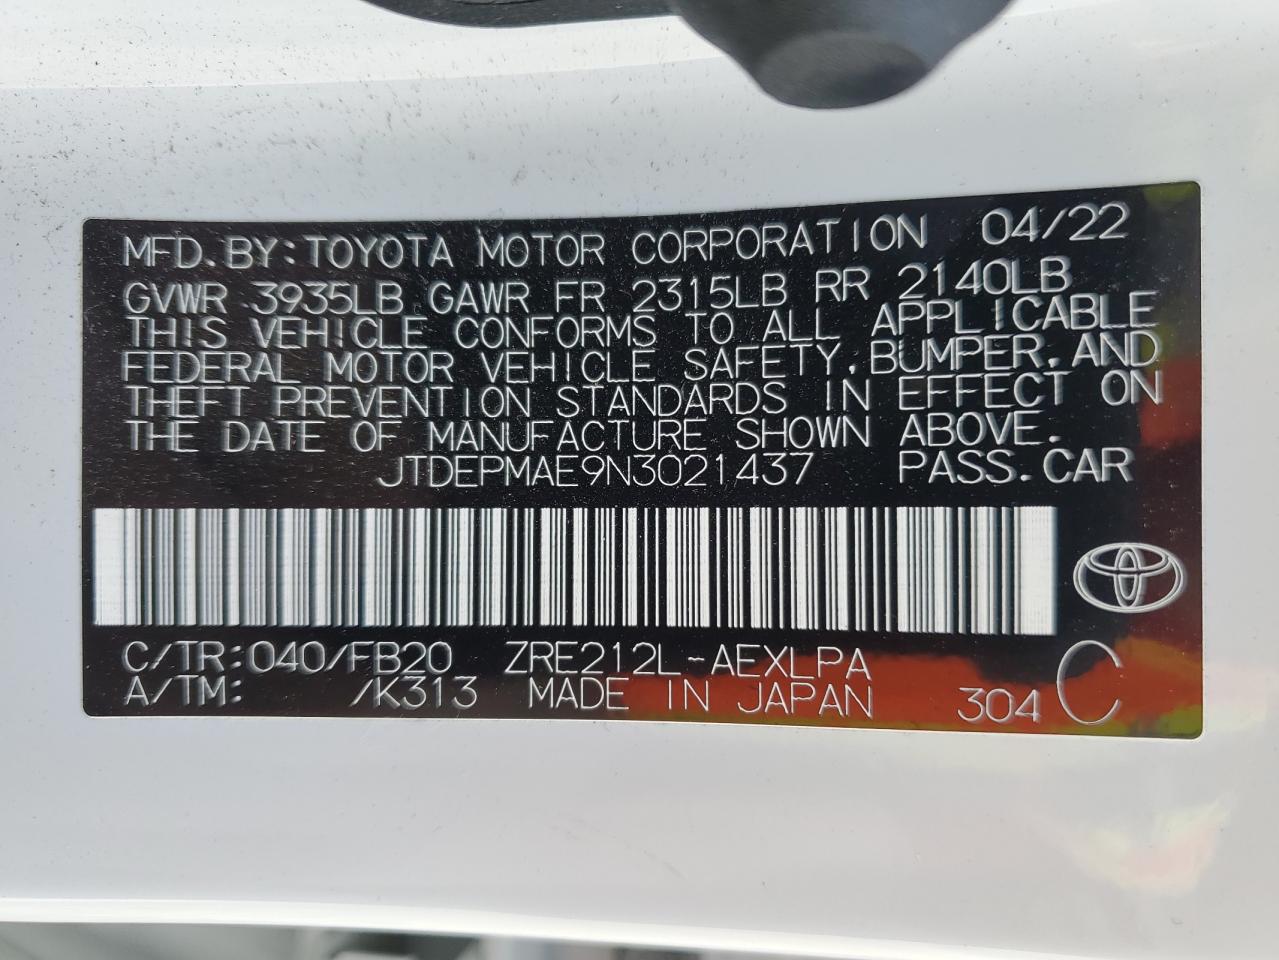 MFD.BY:TOYOTA MOTOR CORPORATION 04/22
GVWR 3935LB GAWR FR 2315LB RR 2140LB
THIS VEHICLE CONFORMS TO ALL APPLICABLE
FEDERAL MOTOR VEHICLE SAFETY,BUMPER,AND
THEFT PREVENTION STANDARDS IN EFFECT ON
THE DATE OF MANUFACTURE SHOWN ABOVE.
JTDEPMAE9N3021437 PASS.CAR
C/TR:040/FB20 ZRE212L-AEXLPA
A/TM: /K313 MADE IN JAPAN 304 C